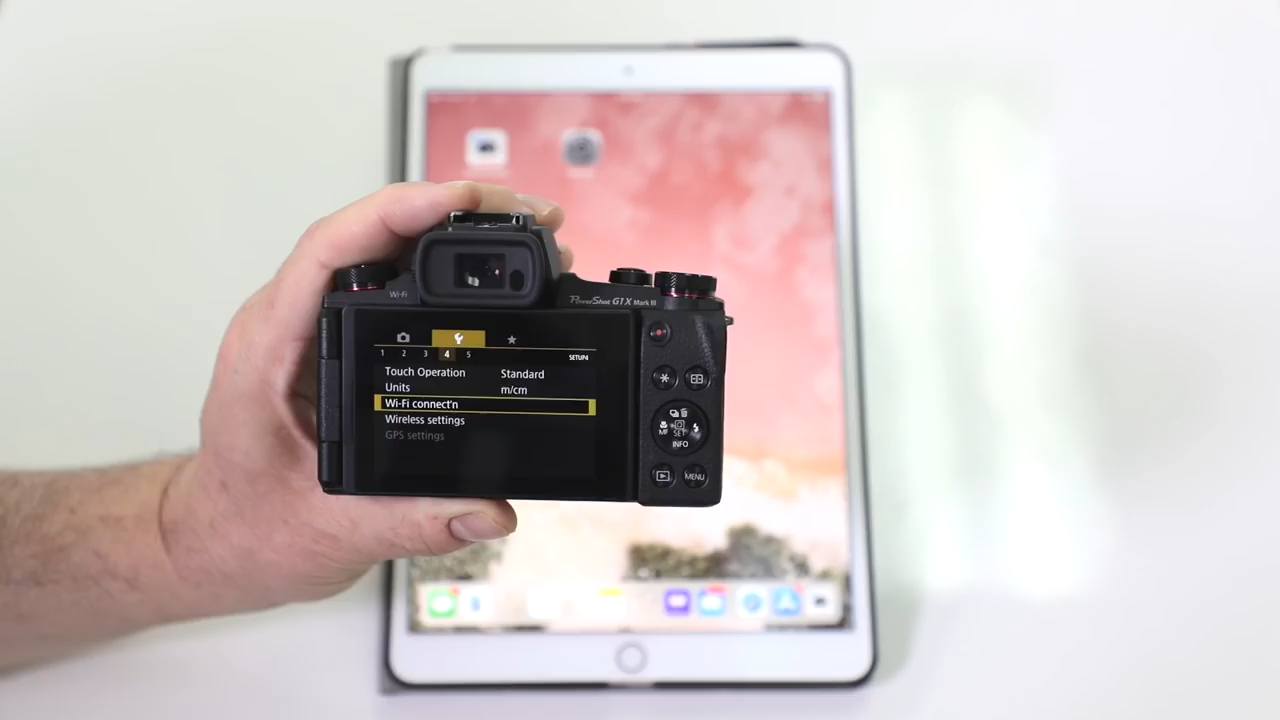 Wi-Fi
PowerShot G1X Mark III
1 2 3 4 5
SETUP4
Touch Operation Standard
Units m/cm
Wi-Fi connect'n
Wireless settings
GPS settings
MF
SET
INFO
MENU